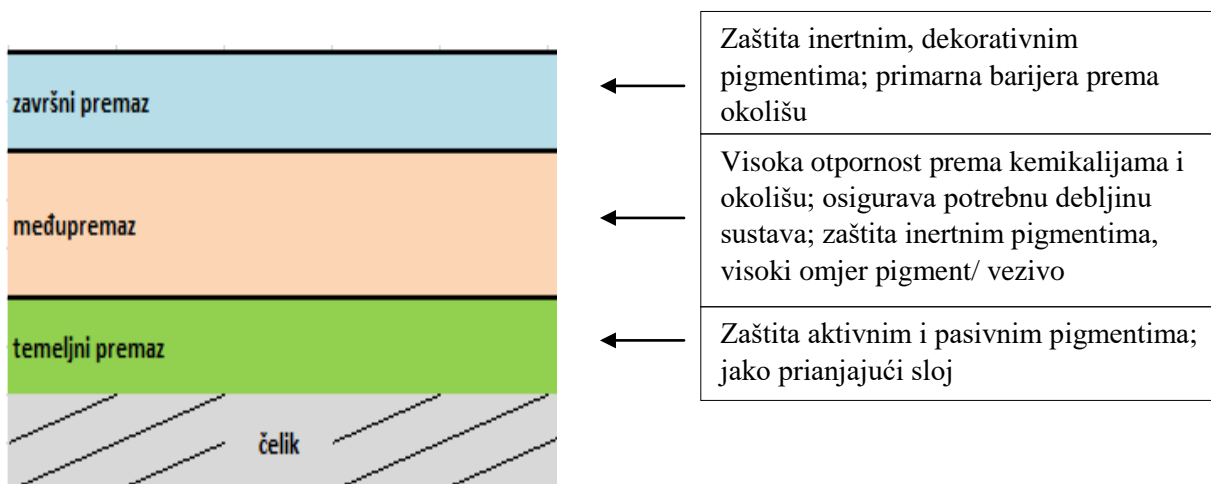 završni premaz
međupremaz
temeljni premaz
čelik
Zaštita inertnim, dekorativnim
pigmentima; primarna barijera prema
okolišu
Visoka otpornost prema kemikalijama i
okolišu; osigurava potrebnu debljinu
sustava; zaštita inertnim pigmentima,
visoki omjer pigment/ vezivo
Zaštita aktivnim i pasivnim pigmentima;
jako prianjajući sloj